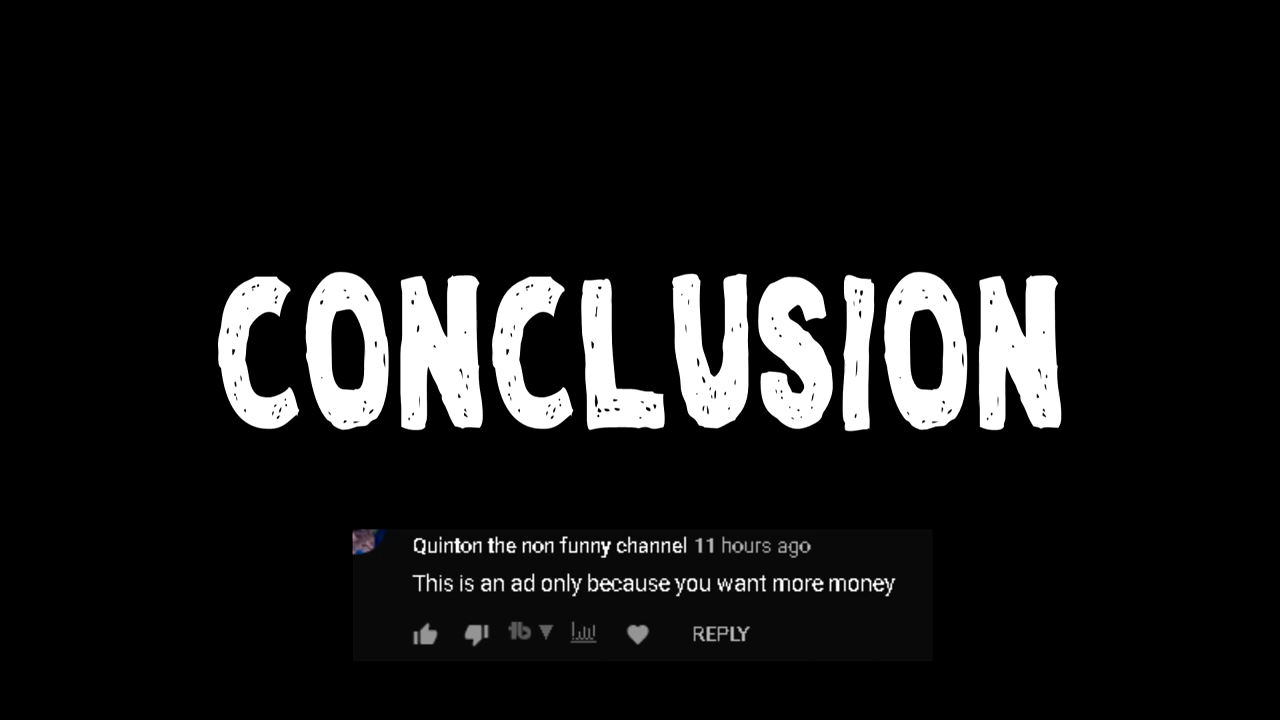 CONCLUSION
Quinton the non funny channel 11 hours ago
This is an ad only because you want more money
REPLY